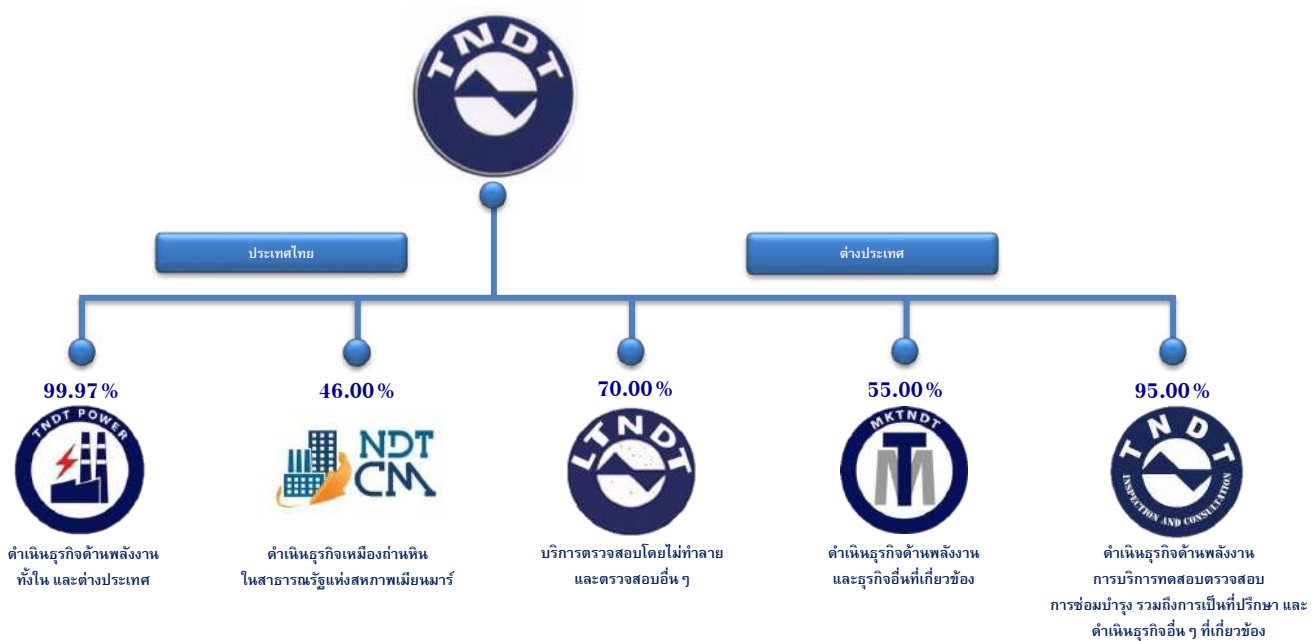 TNDT
ประเทศไทย
ต่างประเทศ
99.97%
46.00%
70.00%
55.00%
95.00%
TNDT POWER
NDT
CM
LTNDT
MKTNDT
TM
TNDT
INSPECTION AND CONSULTATION
ดำเนินธุรกิจด้านพลังงาน
ทั้งใน และต่างประเทศ
ดำเนินธุรกิจเหมืองถ่านหิน
ในสาธารณรัฐแห่งสหภาพเมียนมาร์
บริการตรวจสอบโดยไม่ทำลาย
และตรวจสอบอื่น ๆ
ดำเนินธุรกิจด้านพลังงาน
และธุรกิจอื่นที่เกี่ยวข้อง
ดำเนินธุรกิจด้านพลังงาน
การบริการทดสอบตรวจสอบ
การซ่อมบำรุง รวมถึงการเป็นที่ปรึกษา และ
ดำเนินธุรกิจอื่น ๆ ที่เกี่ยวข้อง